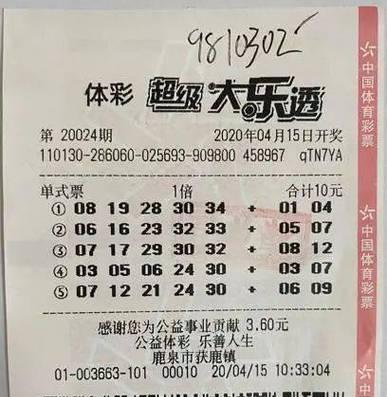 9810302
体彩 超级大乐透
第 20024期 2020年04月15日开奖
110130-286060-025693-909800 458967 qTN7YA
单式票 1倍 合计10元
① 08 19 28 30 34 + 01 04
② 06 16 23 32 33 + 05 07
③ 07 17 29 30 32 + 08 12
④ 03 05 06 24 30 + 03 07
⑤ 07 12 21 24 30 + 06 09
感谢您为公益事业贡献 3.60元
公益体彩 乐善人生
鹿泉市获鹿镇
01-003663-101 00010 20/04/15 10:33:04
中国体育彩票
中国体育彩票
中